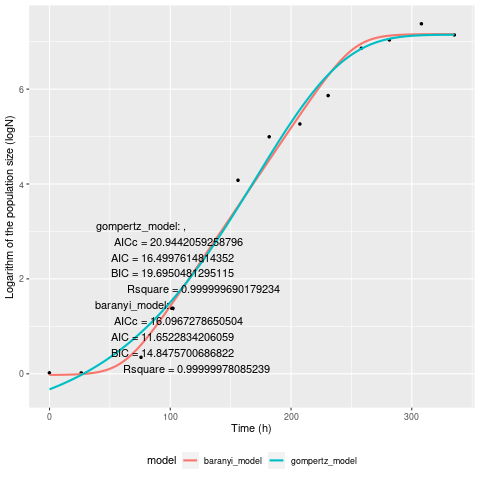 Logarithm of the population size (logN)
6
4
2
0
gompertz_model: ,
AICc = 20.9442059258796
AIC = 16.4997614814352
BIC = 19.6950481295115
Rsquare = 0.999999690179234
baranyi_model: ,
AICc = 16.0967278650504
AIC = 11.6522834206059
BIC = 14.8475700686822
Rsquare = 0.99999978085239
0 100 200 300
Time (h)
model baranyi_model gompertz_model